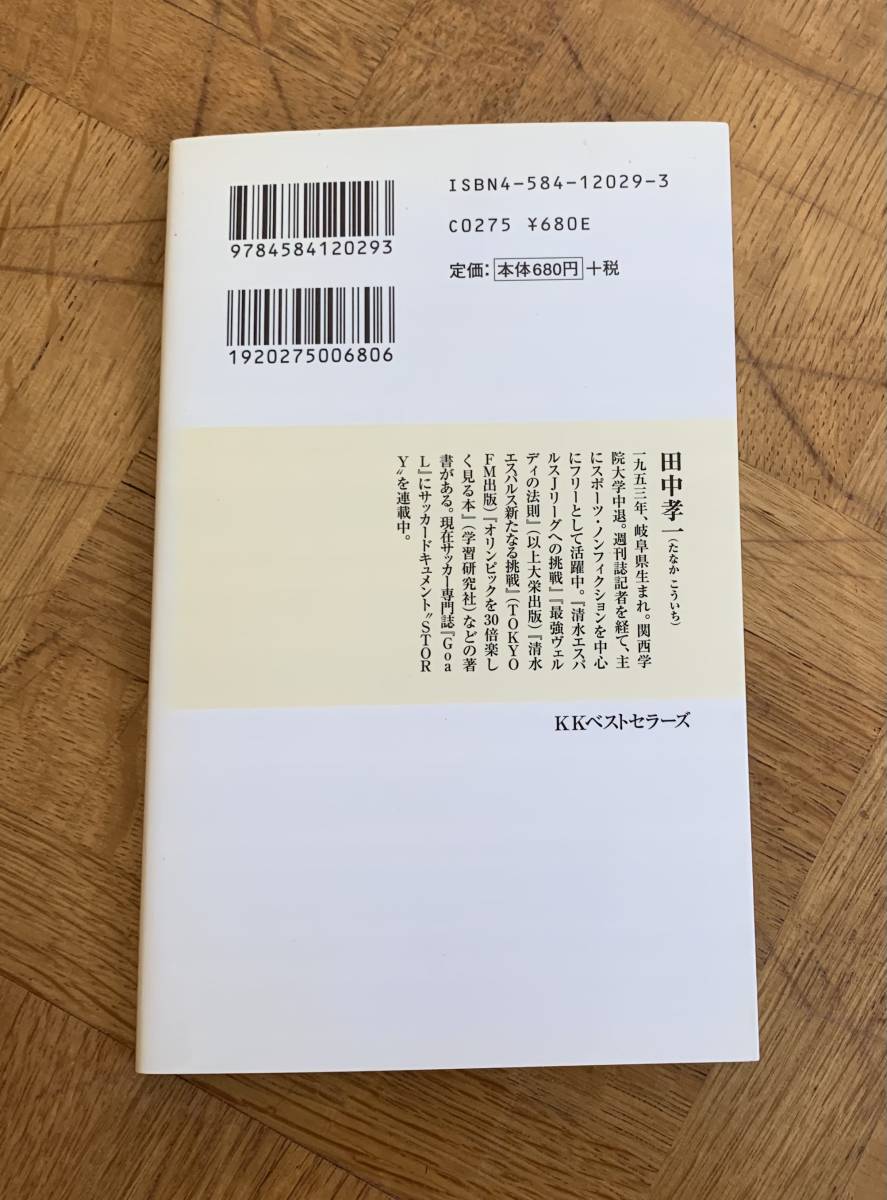 ISBN4-584-12029-3
C0275 ¥680E
定価：本体680円+税
9784584120293
1920275006806
田中孝一(たなか こういち)
一九五三年、岐阜県生まれ。関西学
院大学中退。週刊誌記者を経て、主
にスポーツ・ノンフィクションを中心
にフリーとして活躍中。『清水エスパ
ルスJリーグへの挑戦』『最強ヴェル
ディの法則』(以上大栄出版)『清水
エスパルス新たなる挑戦』(TOKYO
FM出版)『オリンピックを30倍楽し
く見る本』(学習研究社)などの著
書がある。現在サッカー専門誌『Goa
L』にサッカードキュメント〝STOR
Y〟を連載中。
KKベストセラーズ